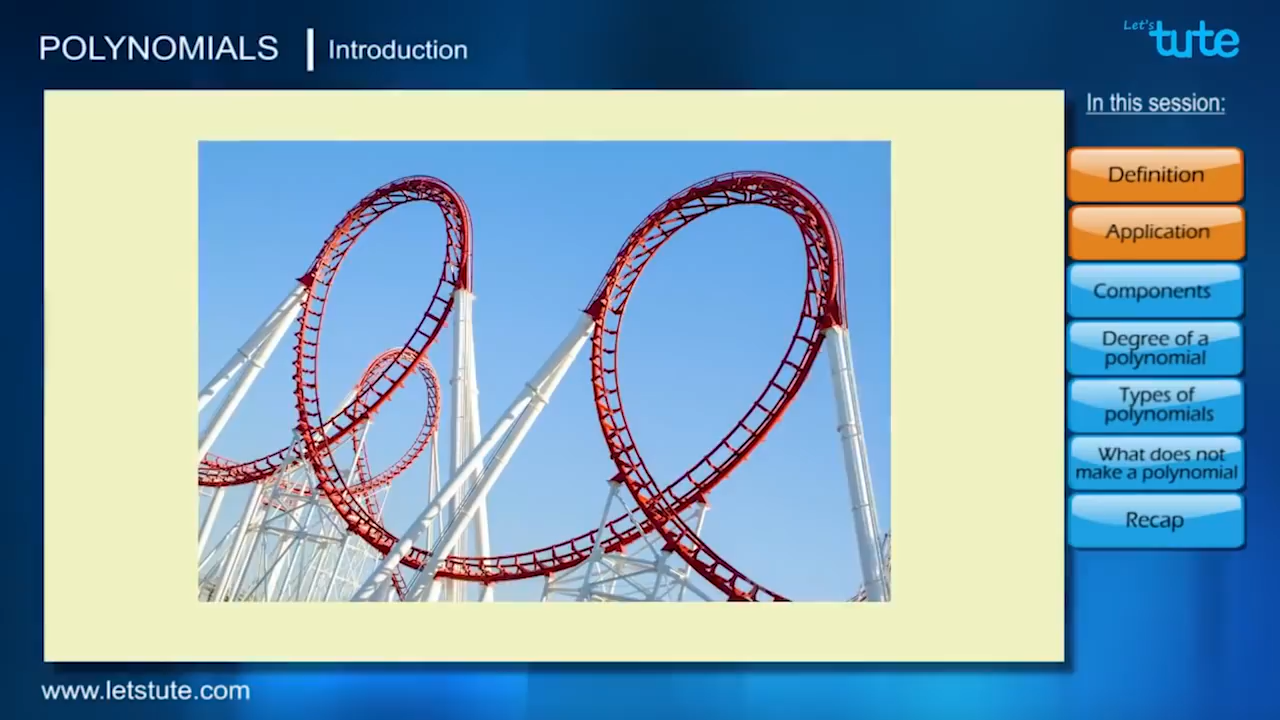 POLYNOMIALS | Introduction
Let's tute
In this session:
Definition
Application
Components
Degree of a
polynomial
Types of
polynomials
What does not
make a polynomial
Recap
www.letstute.com